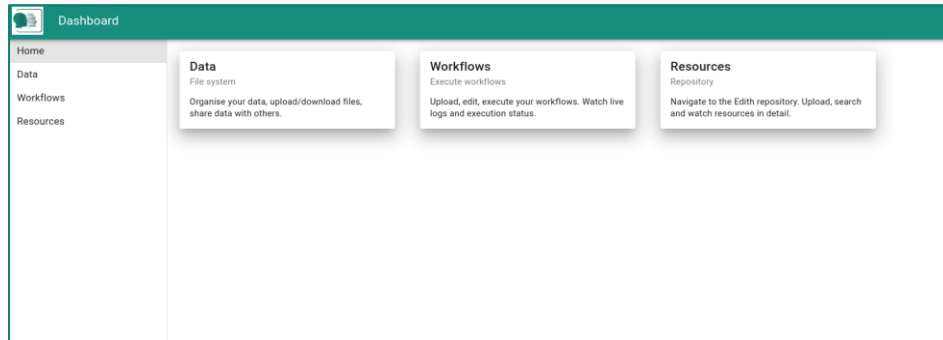 Dashboard
Home
Data
Workflows
Resources
Data
File system
Organise your data, upload/download files,
share data with others.
Workflows
Execute workflows
Upload, edit, execute your workflows. Watch live
logs and execution status.
Resources
Repository
Navigate to the Edith repository. Upload, search
and watch resources in detail.